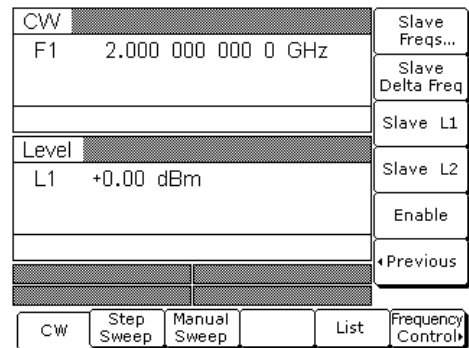 CW
F1 2.000 000 000 0 GHz
Level
L1 +0.00 dBm
Slave
Freqs...
Slave
Delta Freq
Slave L1
Slave L2
Enable
Previous
CW
Step
Sweep
Manual
Sweep
List
Frequency
Control